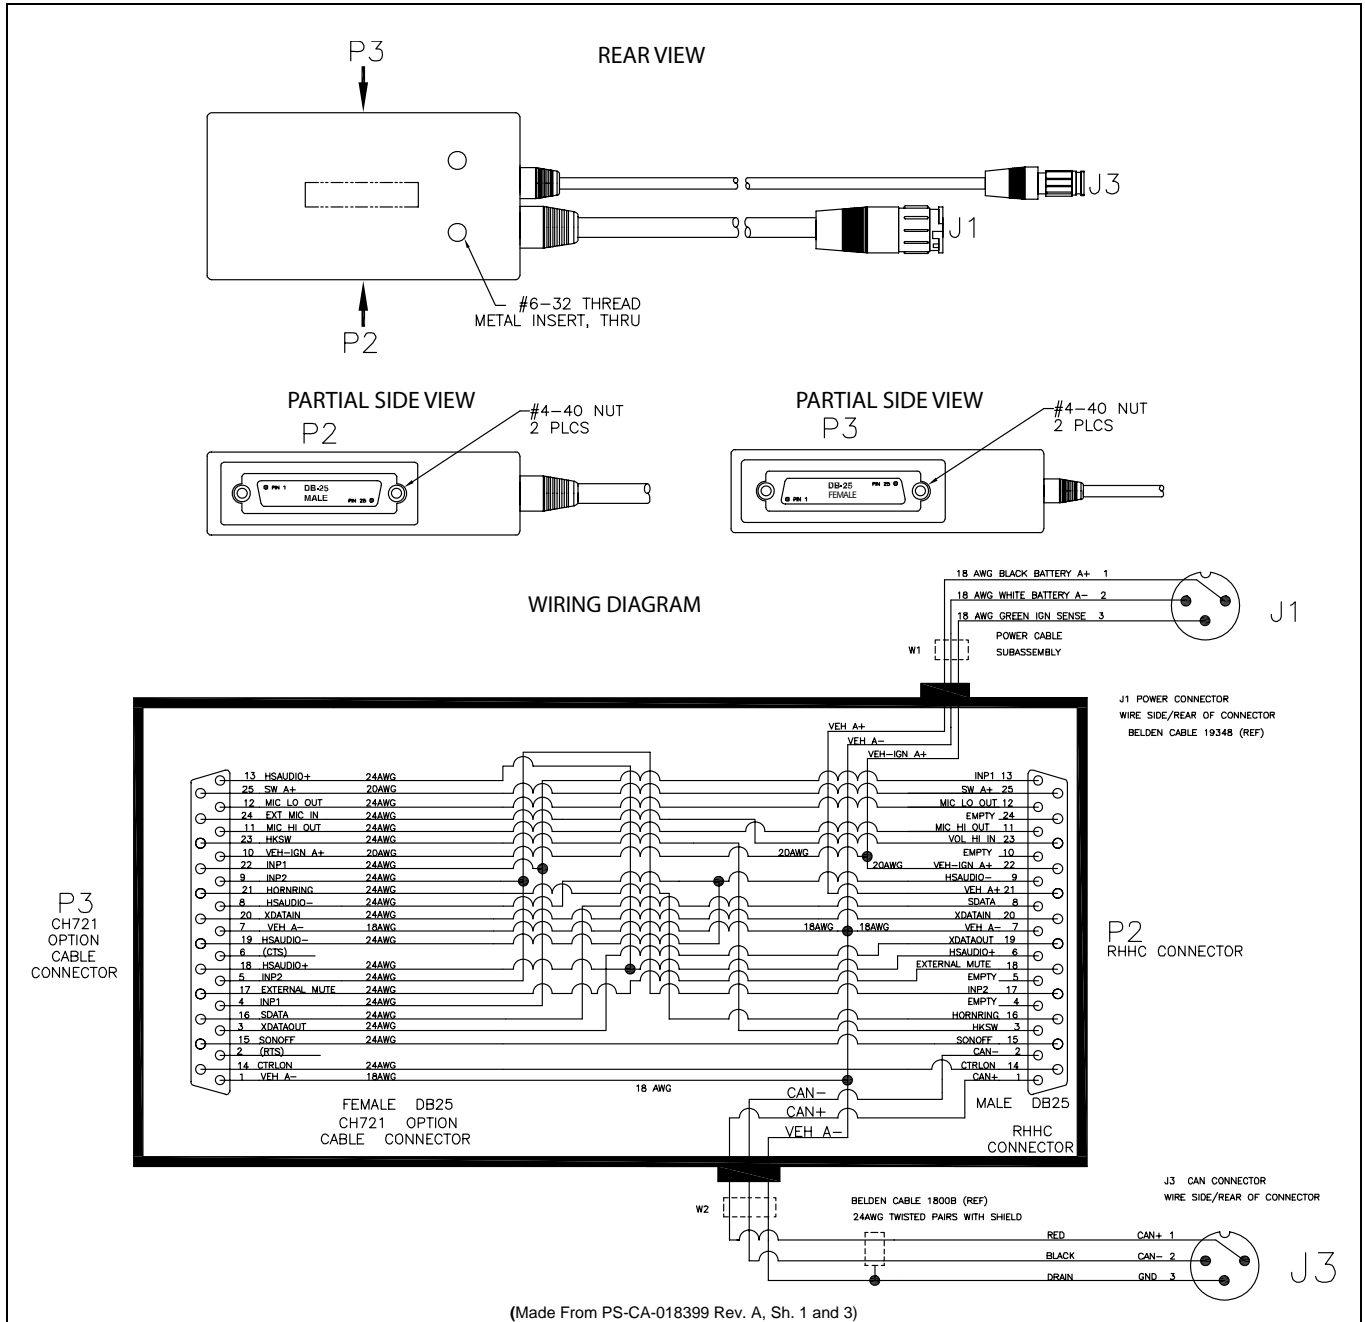 P3
REAR VIEW
J3
J1
#6-32 THREAD
METAL INSERT, THRU
P2
PARTIAL SIDE VIEW
P2
#4-40 NUT
2 PLCS
PIN 1
DB-25
MALE
PIN 25
PARTIAL SIDE VIEW
P3
#4-40 NUT
2 PLCS
PIN 1
DB-25
FEMALE
PIN 25
WIRING DIAGRAM
18 AWG BLACK BATTERY A+ 1
18 AWG WHITE BATTERY A- 2
18 AWG GREEN IGN SENSE 3
J1
POWER CABLE
SUBASSEMBLY
W1
J1 POWER CONNECTOR
WIRE SIDE/REAR OF CONNECTOR
BELDEN CABLE 19348 (REF)
VEH A+
VEH A-
VEH-IGN A+
13 HSAUDIO+ 24AWG
25 SW A+ 20AWG
12 MIC LO OUT 24AWG
24 EXT MIC IN 24AWG
11 MIC HI OUT 24AWG
23 HKSW 24AWG
10 VEH-IGN A+ 20AWG
22 INP1 24AWG
9 INP2 24AWG
21 HORNRING 24AWG
8 HSAUDIO- 24AWG
20 XDATAIN 24AWG
7 VEH A- 18AWG
19 HSAUDIO- 24AWG
6 (CTS)
18 HSAUDIO+ 24AWG
5 INP2 24AWG
17 EXTERNAL MUTE 24AWG
4 INP1 24AWG
16 SDATA 24AWG
3 XDATAOUT 24AWG
15 SONOFF 24AWG
2 (RTS)
14 CTRLON 24AWG
1 VEH A- 18AWG
P3
CH721
OPTION
CABLE
CONNECTOR
20AWG
20AWG
18AWG
18AWG
18 AWG
INP1 13
SW A+ 25
MIC LO OUT 12
EMPTY 24
MIC HI OUT 11
VOL HI IN 23
EMPTY 10
VEH-IGN A+ 22
HSAUDIO- 9
VEH A+ 21
SDATA 8
XDATAIN 20
VEH A- 7
XDATAOUT 19
HSAUDIO+ 6
EXTERNAL MUTE 18
EMPTY 5
INP2 17
EMPTY 4
HORNRING 16
HKSW 3
SONOFF 15
CAN- 2
CTRLON 14
CAN+ 1
P2
RHHC CONNECTOR
FEMALE DB25
CH721 OPTION
CABLE CONNECTOR
CAN-
CAN+
VEH A-
MALE DB25
RHHC
CONNECTOR
W2
BELDEN CABLE 1800B (REF)
24AWG TWISTED PAIRS WITH SHIELD
J3 CAN CONNECTOR
WIRE SIDE/REAR OF CONNECTOR
RED CAN+ 1
BLACK CAN- 2
DRAIN GND 3
J3
(Made From PS-CA-018399 Rev. A, Sh. 1 and 3)